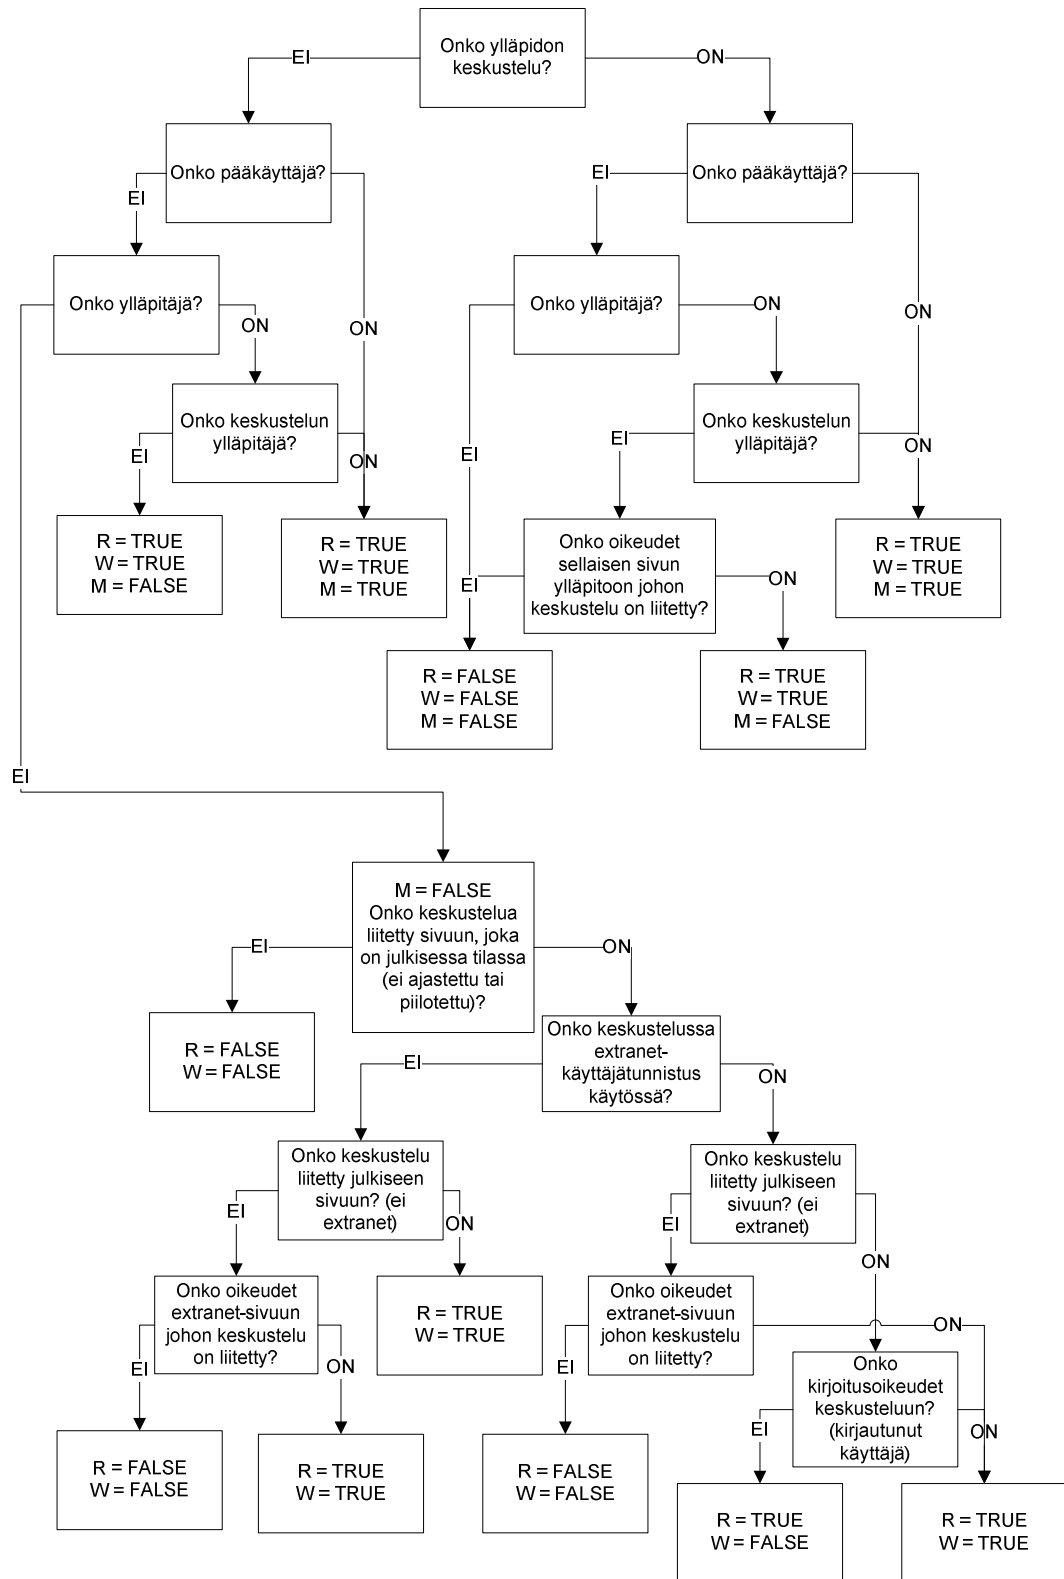 Onko ylläpidon
keskustelu?
EI
ON
Onko pääkäyttäjä?
Onko pääkäyttäjä?
EI
EI
Onko ylläpitäjä?
Onko ylläpitäjä?
ON
ON
ON
ON
Onko keskustelun
ylläpitäjä?
Onko keskustelun
ylläpitäjä?
EI
ON
EI
EI
ON
R = TRUE
W = TRUE
M = FALSE
R = TRUE
W = TRUE
M = TRUE
Onko oikeudet
sellaisen sivun
ylläpitoon johon
keskustelu on liitetty?
R = TRUE
W = TRUE
M = TRUE
EI
ON
R = FALSE
W = FALSE
M = FALSE
R = TRUE
W = TRUE
M = FALSE
EI
M = FALSE
Onko keskustelua
liitetty sivuun, joka
on julkisessa tilassa
(ei ajastettu tai
piilotettu)?
EI
ON
R = FALSE
W = FALSE
Onko keskustelussa
extranet-
käyttäjätunnistus
käytössä?
EI
ON
Onko keskustelu
liitetty julkiseen
sivuun? (ei
extranet)
Onko keskustelu
liitetty julkiseen
sivuun? (ei
extranet)
EI
ON
EI
ON
Onko oikeudet
extranet-sivuun
johon keskustelu
on liitetty?
R = TRUE
W = TRUE
Onko oikeudet
extranet-sivuun
johon keskustelu
on liitetty?
ON
EI
ON
EI
Onko
kirjoitusoikeudet
keskusteluun?
(kirjautunut
käyttäjä)
EI
ON
R = FALSE
W = FALSE
R = TRUE
W = TRUE
R = FALSE
W = FALSE
R = TRUE
W = FALSE
R = TRUE
W = TRUE